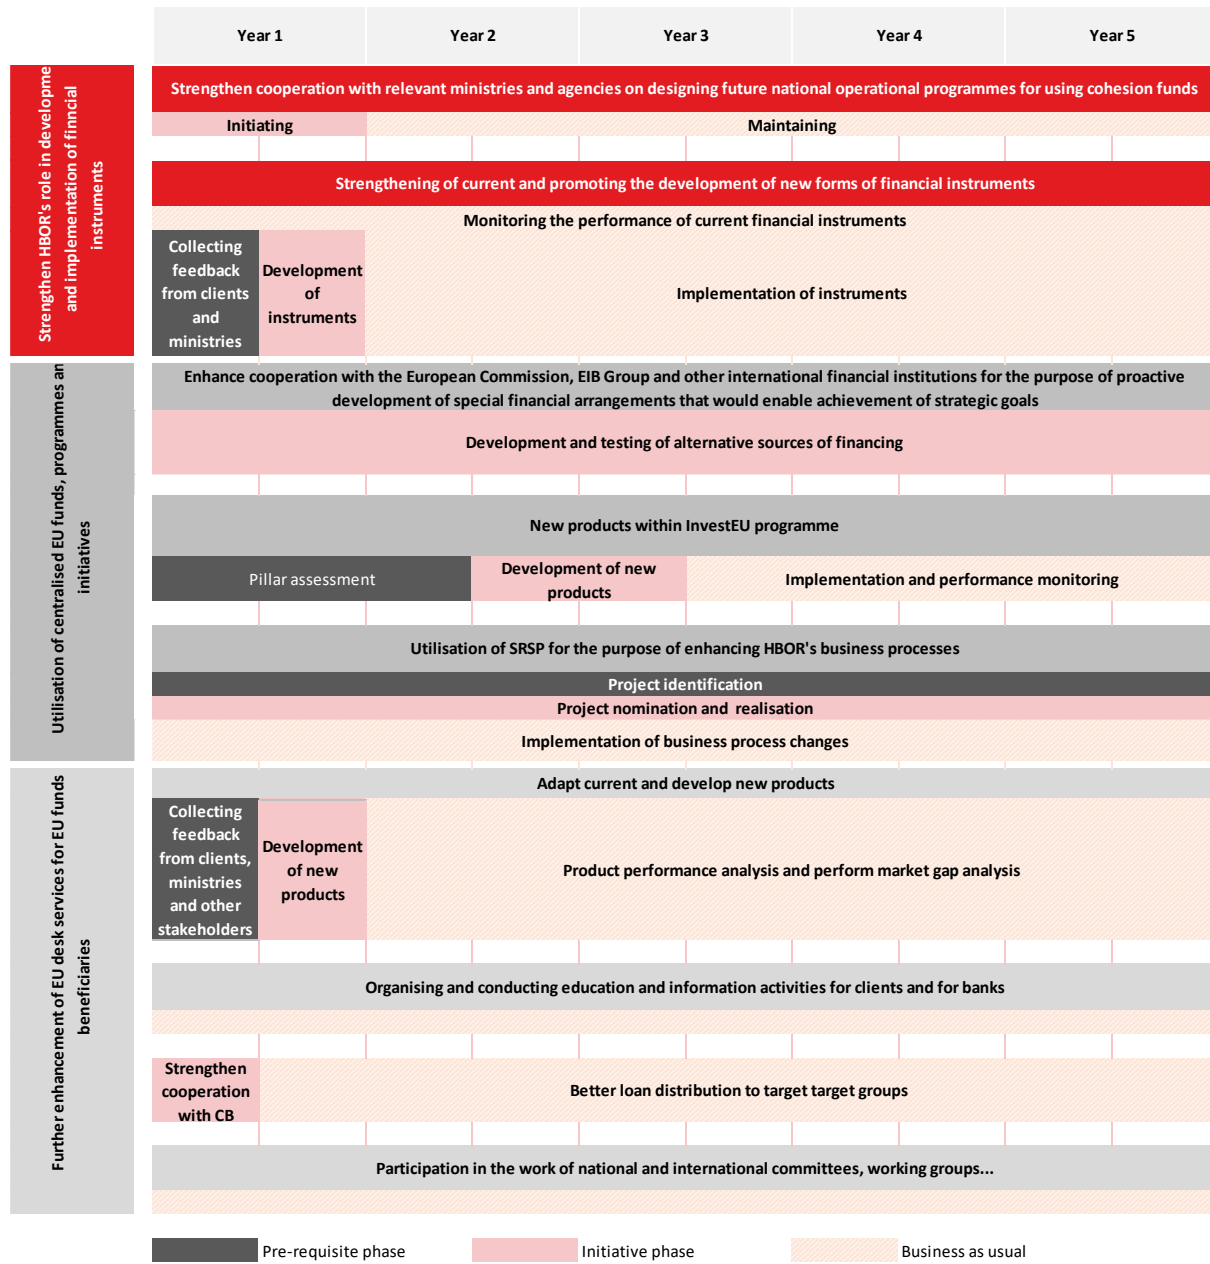 Year 1
Year 2
Year 3
Year 4
Year 5
Strengthen HBOR's role in developme
and implementation of finncial
instruments
Strengthen cooperation with relevant ministries and agencies on designing future national operational programmes for using cohesion funds
Initiating
Maintaining
Strengthening of current and promoting the development of new forms of financial instruments
Monitoring the performance of current financial instruments
Collecting
feedback
from clients
and
ministries
Development
of
instruments
Implementation of instruments
Utilisation of centralised EU funds, programmes an
initiatives
Enhance cooperation with the European Commission, EIB Group and other international financial institutions for the purpose of proactive
development of special financial arrangements that would enable achievement of strategic goals
Development and testing of alternative sources of financing
New products within InvestEU programme
Pillar assessment
Development of new
products
Implementation and performance monitoring
Utilisation of SRSP for the purpose of enhancing HBOR's business processes
Project identification
Project nomination and realisation
Implementation of business process changes
Further enhancement of EU desk services for EU funds
beneficiaries
Adapt current and develop new products
Collecting
feedback
from clients,
ministries
and other
stakeholders
Development
of new
products
Product performance analysis and perform market gap analysis
Organising and conducting education and information activities for clients and for banks
Strengthen
cooperation
with CB
Better loan distribution to target target groups
Participation in the work of national and international committees, working groups...
Pre-requisite phase
Initiative phase
Business as usual